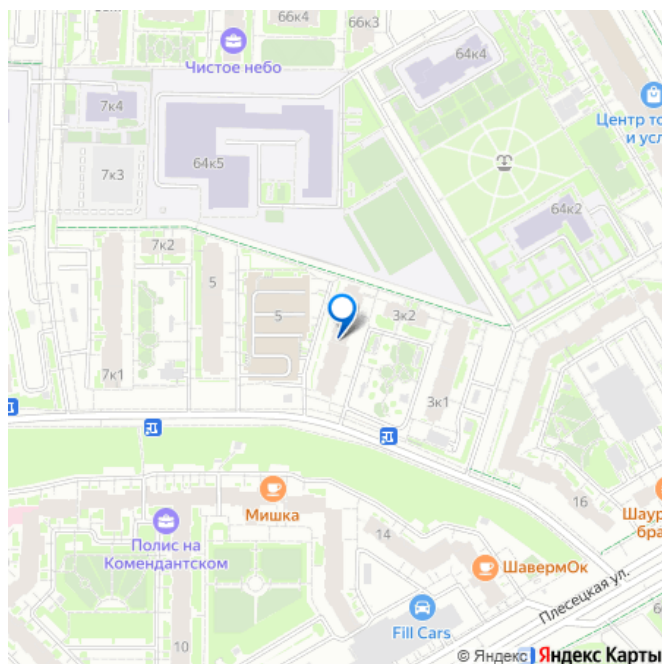 66к4
66к3
64к4
Чистое небо
7к4
Центр то
и усл
64к5
7к3
64к2
7к2
5
5
3к2
7к1
3к1
Мишка
16
Шаур
бра
Полис на
Комендантском
14
ШавермОк
Плесецкая ул.
Fill Cars
10
© Яндекс Яндекс Карты